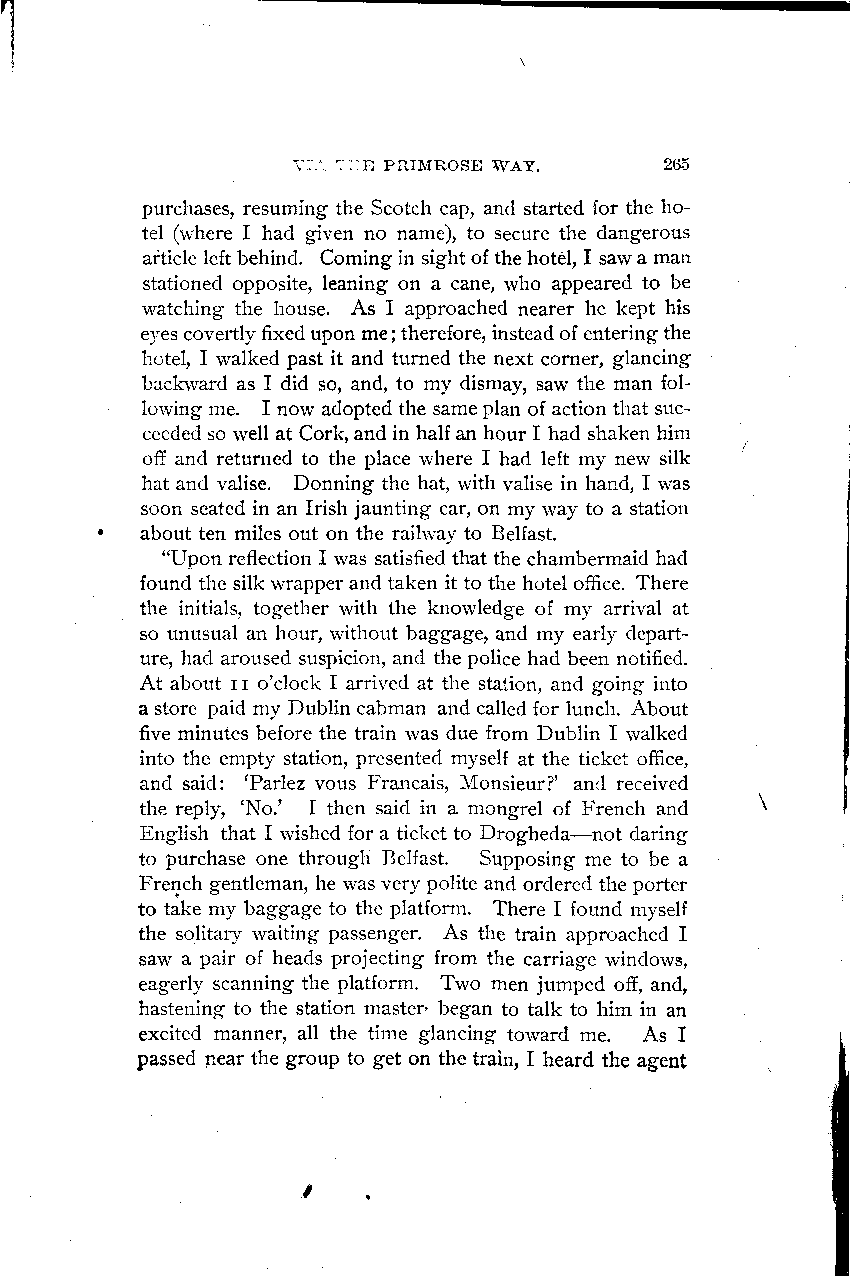 VIA THE PRIMROSE WAY. 265
purchases, resuming the Scotch cap, and started for the ho-
tel (where I had given no name), to secure the dangerous
article left behind. Coming in sight of the hotel, I saw a man
stationed opposite, leaning on a cane, who appeared to be
watching the house. As I approached nearer he kept his
eyes covertly fixed upon me; therefore, instead of entering the
hotel, I walked past it and turned the next corner, glancing
backward as I did so, and, to my dismay, saw the man fol-
lowing me. I now adopted the same plan of action that suc-
ceeded so well at Cork, and in half an hour I had shaken him
off and returned to the place where I had left my new silk
hat and valise. Donning the hat, with valise in hand, I was
soon seated in an Irish jaunting car, on my way to a station
about ten miles out on the railway to Belfast.
“Upon reflection I was satisfied that the chambermaid had
found the silk wrapper and taken it to the hotel office. There
the initials, together with the knowledge of my arrival at
so unusual an hour, without baggage, and my early depart-
ure, had aroused suspicion, and the police had been notified.
At about 11 o’clock I arrived at the station, and going into
a store paid my Dublin cabman and called for lunch. About
five minutes before the train was due from Dublin I walked
into the empty station, presented myself at the ticket office,
and said: ‘Parlez vous Francais, Monsieur?’ and received
the reply, ‘No.’ I then said in a mongrel of French and
English that I wished for a ticket to Drogheda—not daring
to purchase one through Belfast. Supposing me to be a
French gentleman, he was very polite and ordered the porter
to take my baggage to the platform. There I found myself
the solitary waiting passenger. As the train approached I
saw a pair of heads projecting from the carriage windows,
eagerly scanning the platform. Two men jumped off, and,
hastening to the station master, began to talk to him in an
excited manner, all the time glancing toward me. As I
passed near the group to get on the train, I heard the agent